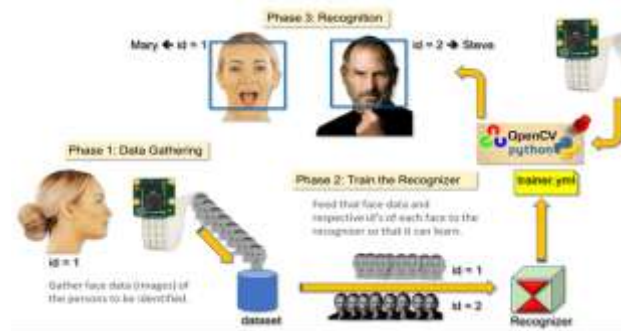 Phase 3: Recognition
Mary ← id = 1
id = 2 → Steve
OpenCV
python
trainer.yml
Phase 1: Data Gathering
id = 1
Gather face data (images) of
the persons to be identified.
dataset
Phase 2: Train the Recognizer
Feed that face data and
respective id's of each face to the
recognizer so that it can learn.
id = 1
id = 2
Recognizer